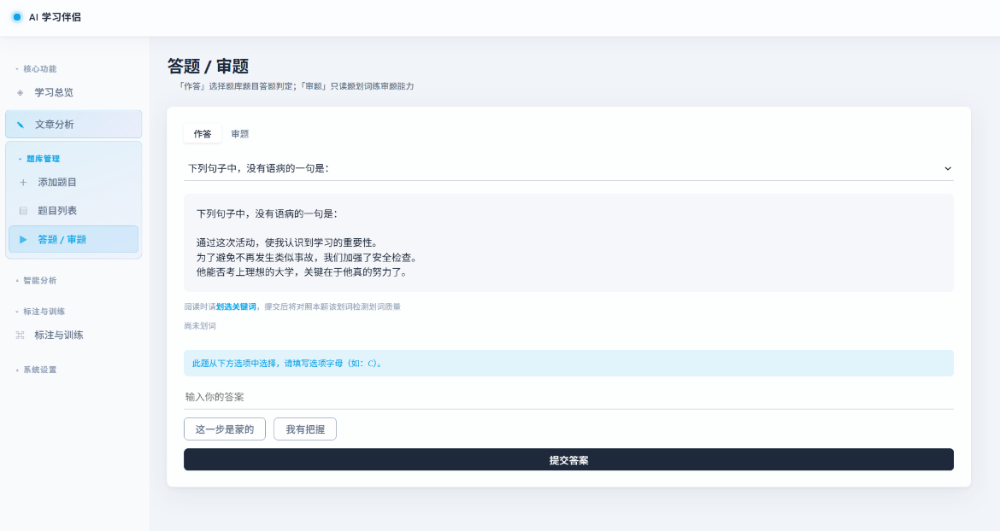 AI 学习伴侣
核心功能
学习总览
文章分析
题库管理
添加题目
题目列表
答题 / 审题
智能分析
标注与训练
标注与训练
系统设置
答题 / 审题
「作答」选择题库题目答题判定；「审题」只读题划词练审题能力
作答 审题
下列句子中，没有语病的一句是：
下列句子中，没有语病的一句是：
通过这次活动，使我认识到学习的重要性。
为了避免不再发生类似事故，我们加强了安全检查。
他能否考上理想的大学，关键在于他真的努力了。
阅读时请划选关键词，提交后将对照本题该划词检测划词质量
尚未划词
此题从下方选项中选择，请填写选项字母（如：C）。
输入你的答案
这一步是蒙的 我有把握
提交答案